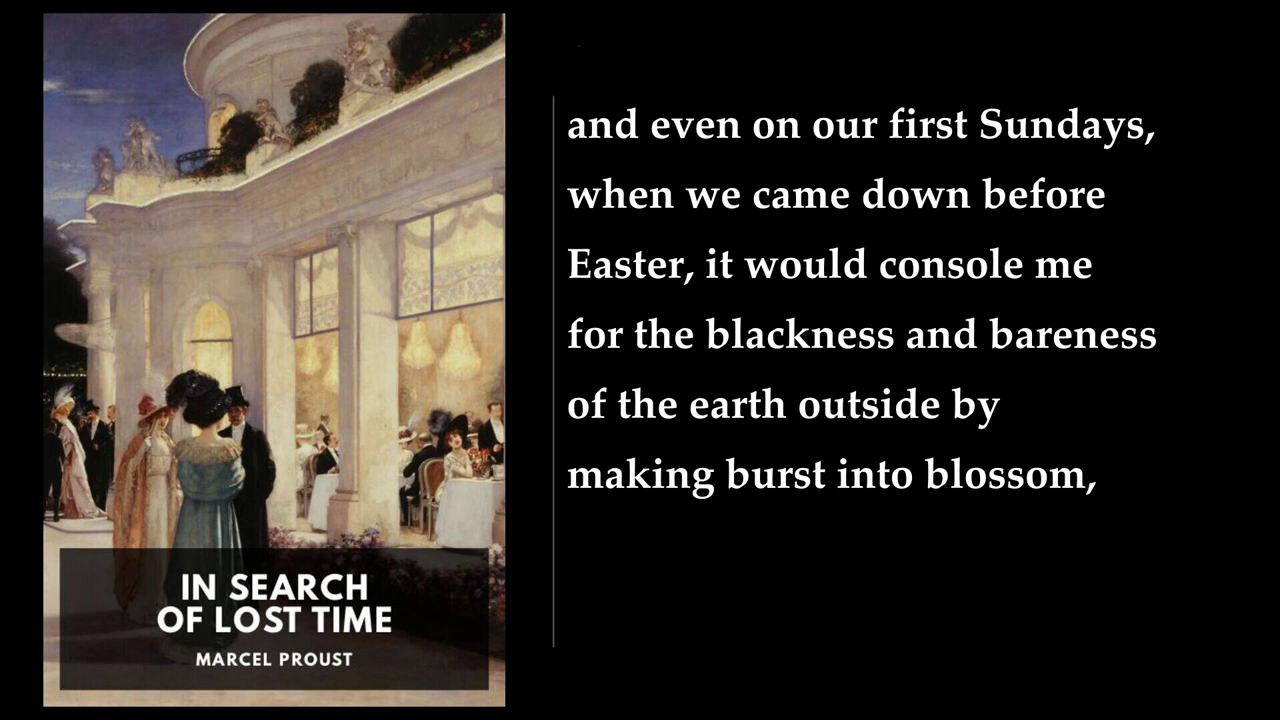 and even on our first Sundays,
when we came down before
Easter, it would console me
for the blackness and bareness
of the earth outside by
making burst into blossom,
IN SEARCH
OF LOST TIME
MARCEL PROUST